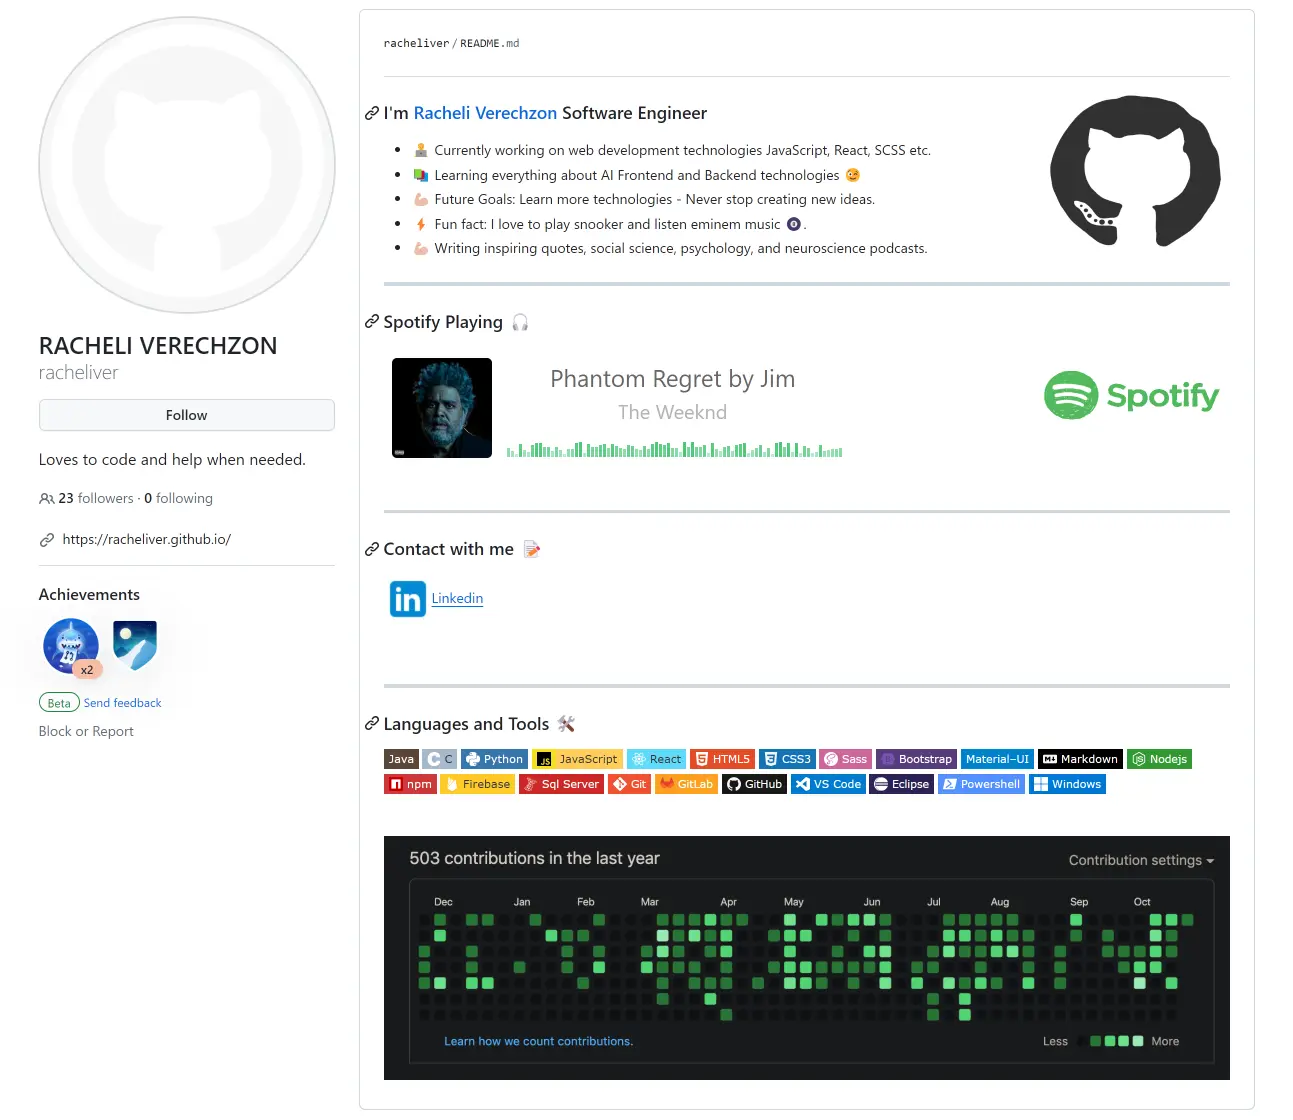 RACHELI VERECHZON
racheliver
Follow
Loves to code and help when needed.
23 followers · 0 following
https://racheliver.github.io/
Achievements
x2
Beta Send feedback
Block or Report
racheliver/README.md
I'm Racheli Verechzon Software Engineer
Currently working on web development technologies JavaScript, React, SCSS etc.
Learning everything about AI Frontend and Backend technologies
Future Goals: Learn more technologies - Never stop creating new ideas.
Fun fact: I love to play snooker and listen eminem music .
Writing inspiring quotes, social science, psychology, and neuroscience podcasts.
Spotify Playing
Phantom Regret by Jim
The Weeknd
Spotify
Contact with me
in Linkedin
Languages and Tools
Java C C Python JS JavaScript React HTML5 CSS3 Sass Bootstrap Material-UI Markdown Nodejs
npm Firebase Sql Server Git GitLab GitHub VS Code Eclipse Powershell Windows
503 contributions in the last year
Contribution settings
Dec Jan Feb Mar Apr May Jun Jul Aug Sep Oct
Learn how we count contributions.
Less More